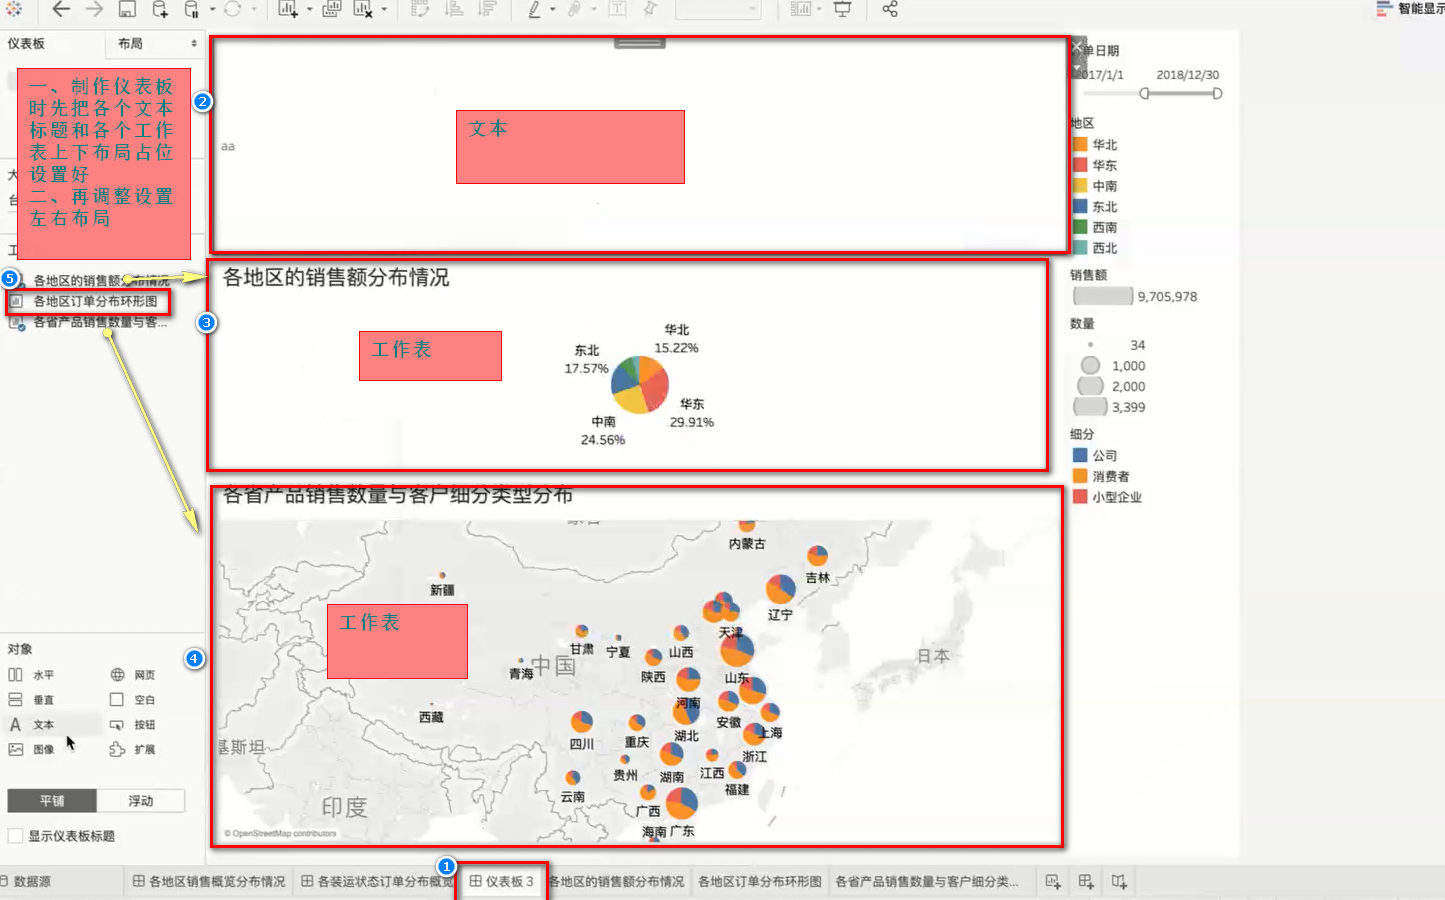 智能显示
仪表板
布局
一、制作仪表板
时先把各个文本
标题和各个工作
表上下布局占位
设置好
二、再调整设置
左右布局
大
台
工
5
各地区的销售额分布情况
各地区订单分布环形图
各省产品销售数量与客...
对象
水平
网页
垂直
空白
文本
按钮
图像
扩展
平铺
浮动
显示仪表板标题
2
aa
文本
3
各地区的销售额分布情况
工作表
华北
15.22%
东北
17.57%
华东
29.91%
中南
24.56%
4
各省产品销售数量与客户细分类型分布
工作表
内蒙古
吉林
新疆
辽宁
天津
甘肃
宁夏
山西
中国
青海
陕西
山东
日本
河南
西藏
安徽
上海
四川
重庆
湖北
浙江
基斯坦
贵州
湖南
江西
福建
云南
广西
印度
海南
广东
© OpenStreetMap contributors
单日期
2017/1/1
2018/12/30
地区
华北
华东
中南
东北
西南
西北
销售额
9,705,978
数量
34
1,000
2,000
3,399
细分
公司
消费者
小型企业
1
数据源
各地区销售概览分布情况
各装运状态订单分布概览
仪表板 3
各地区的销售额分布情况
各地区订单分布环形图
各省产品销售数量与客户细分类...